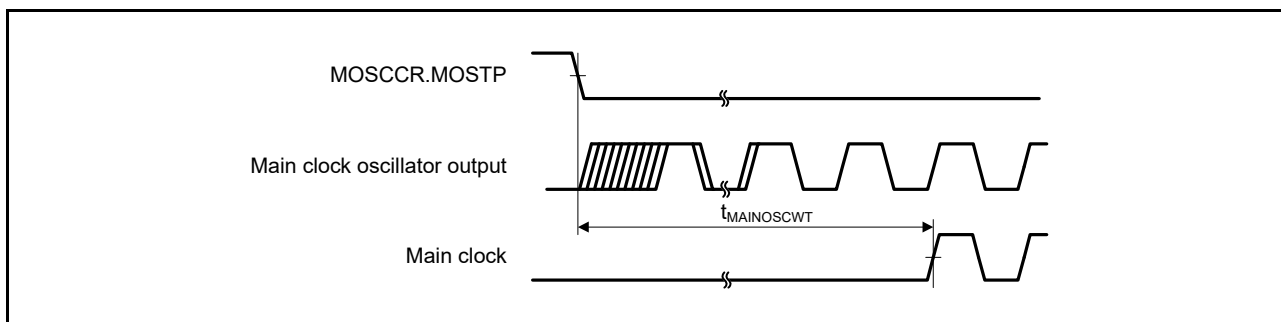 MOSCCR.MOSTP
Main clock oscillator output
tMAINOSCWT
Main clock